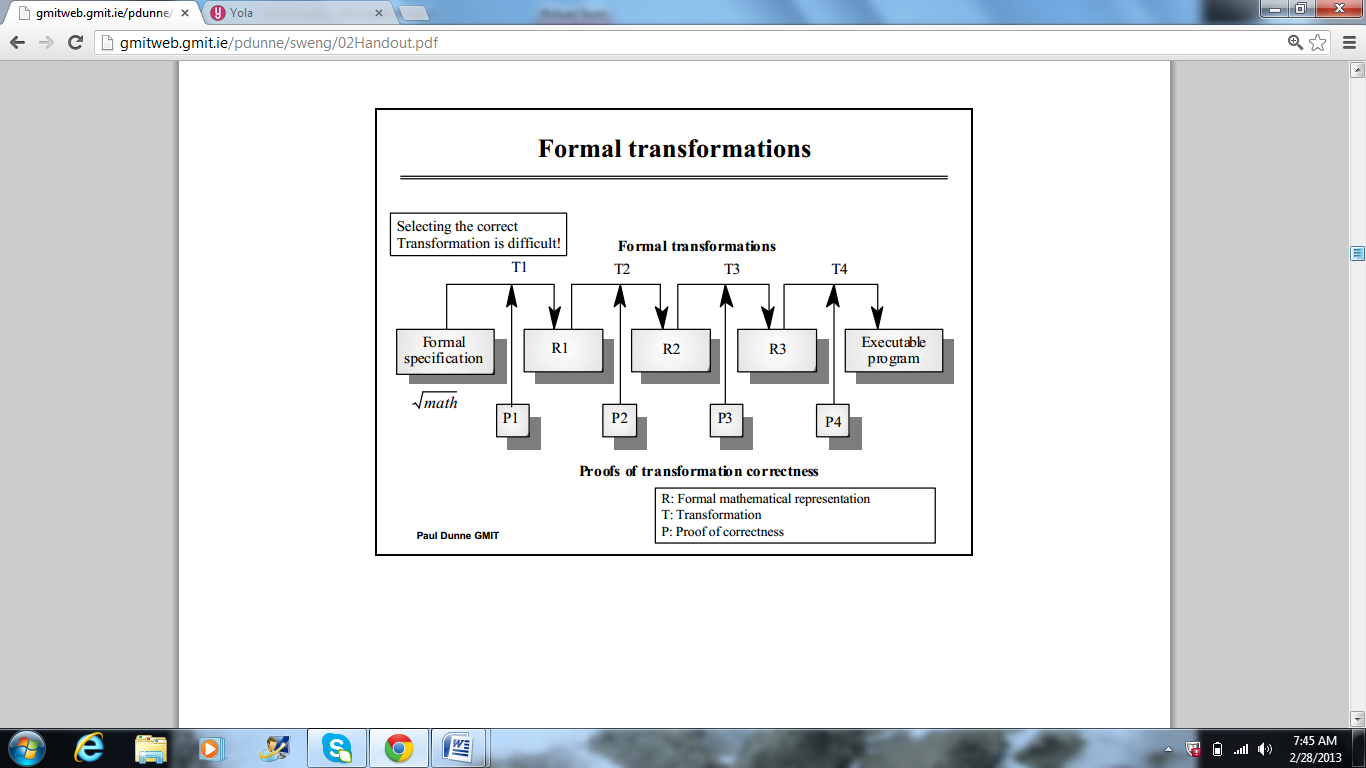 gmitweb.gmit.ie/pdunne/
Yola
gmitweb.gmit.ie/pdunne/sweng/02Handout.pdf
Formal transformations
Selecting the correct
Transformation is difficult!
Formal transformations
T1 T2 T3 T4
Formal
specification
R1 R2 R3
Executable
program
√math
P1 P2 P3 P4
Proofs of transformation correctness
R: Formal mathematical representation
T: Transformation
P: Proof of correctness
Paul Dunne GMIT
7:45 AM
2/28/2013